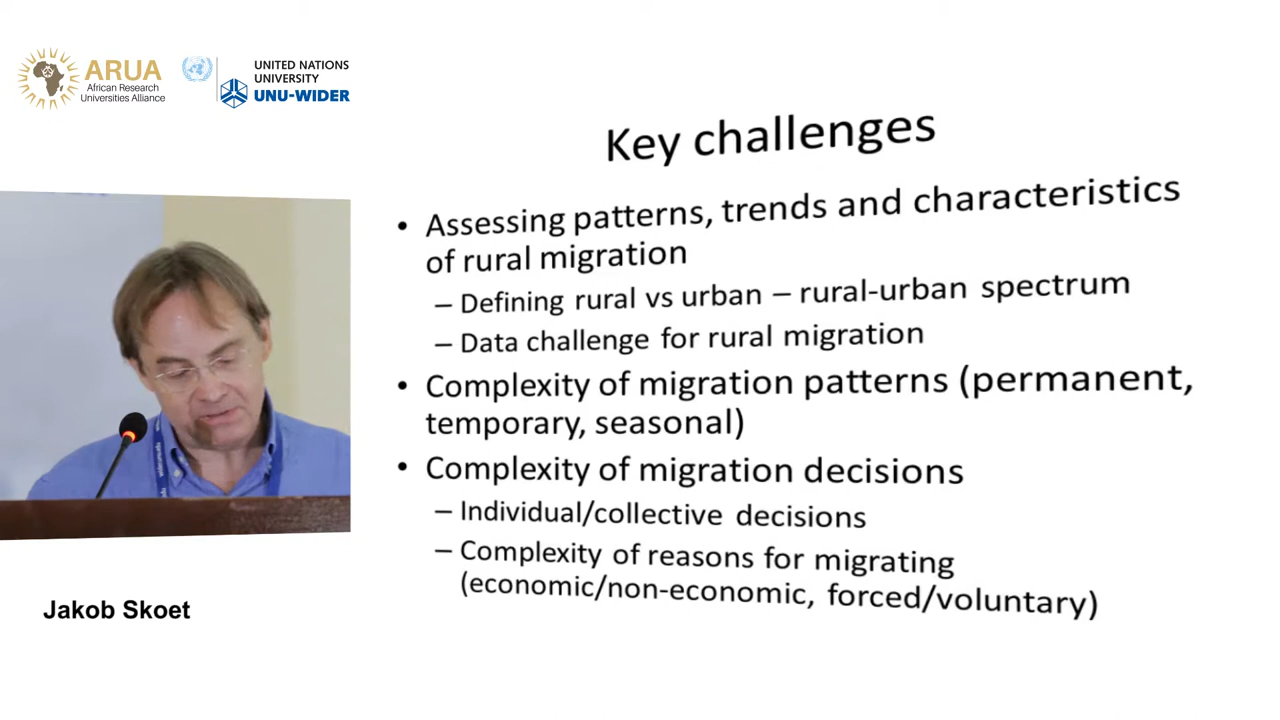 ARUA
African Research
Universities Alliance
UNITED NATIONS
UNIVERSITY
UNU-WIDER
Key challenges
• Assessing patterns, trends and characteristics
of rural migration
– Defining rural vs urban – rural-urban spectrum
– Data challenge for rural migration
• Complexity of migration patterns (permanent,
temporary, seasonal)
• Complexity of migration decisions
– Individual/collective decisions
– Complexity of reasons for migrating
(economic/non-economic, forced/voluntary)
Jakob Skoet